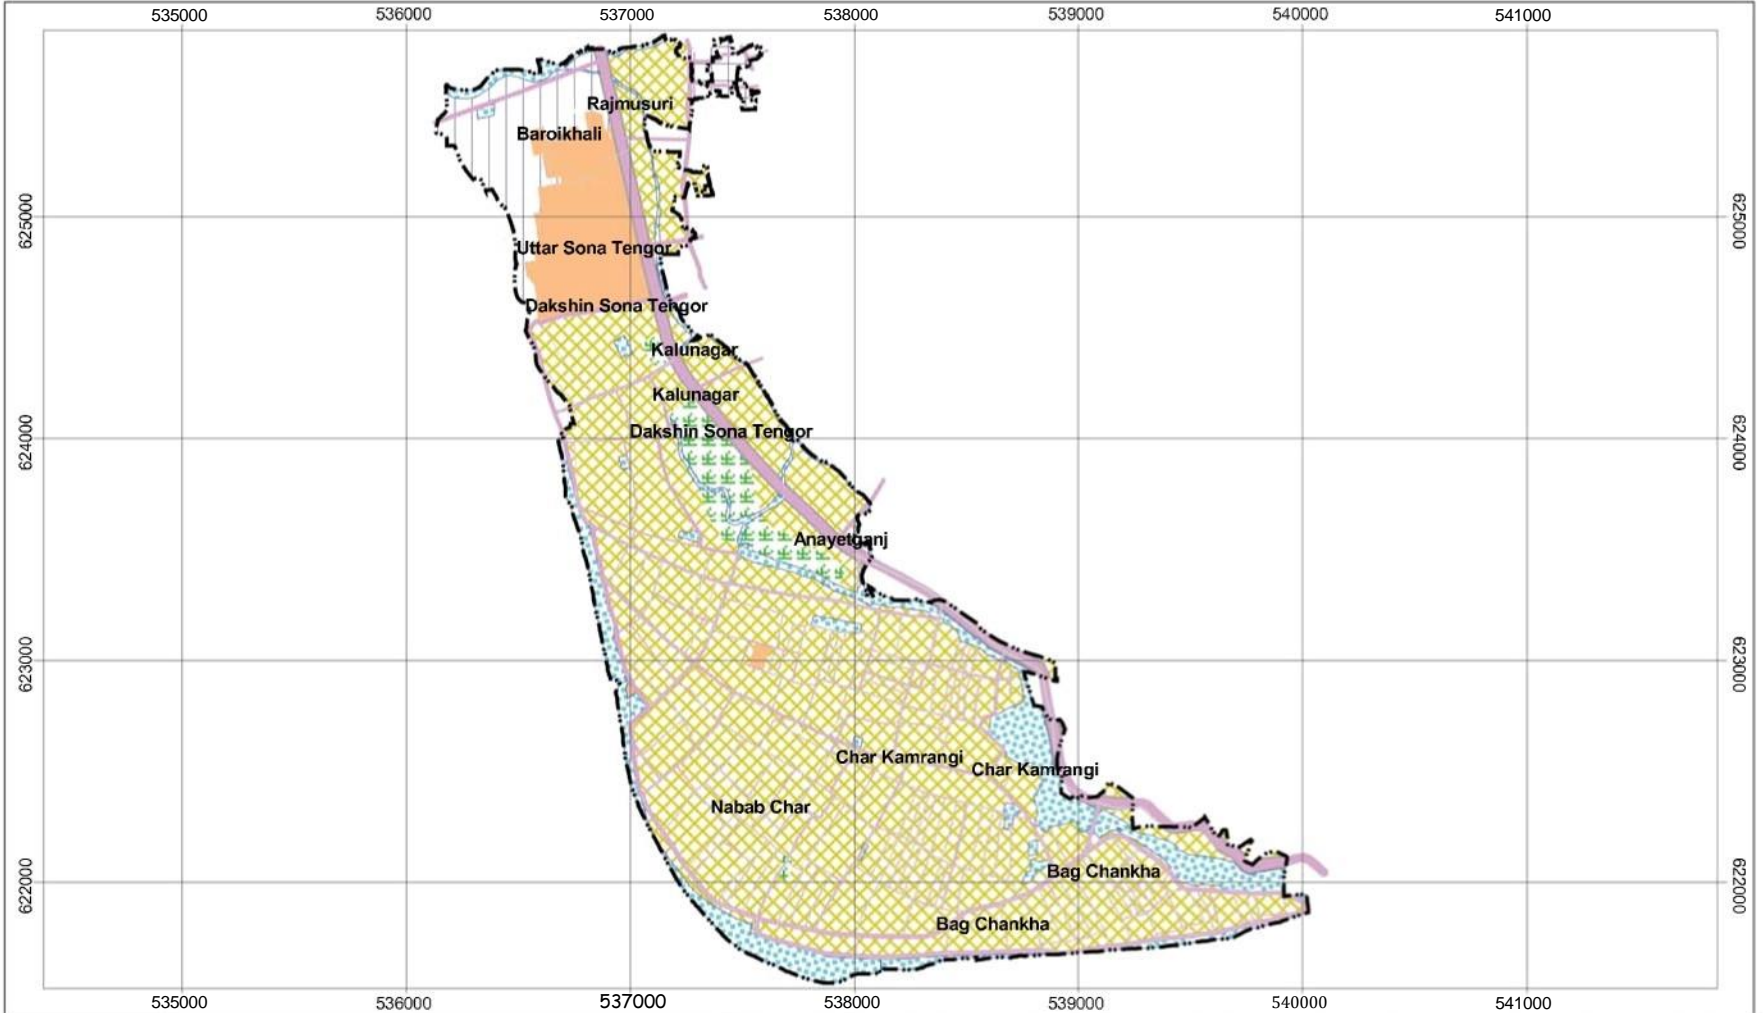 535000 536000 537000 538000 539000 540000 541000
Rajmusuri
Baroikhali
625000 625000
Uttar Sona Tengor
Dakshin Sona Tengor
Kalunagar
Kalunagar
Dakshin Sona Tengor
624000 624000
Anayetganj
623000 623000
Char Kamrangi
Char Kamrangi
Nabab Char
Bag Chankha
622000 622000
Bag Chankha
535000 536000 537000 538000 539000 540000 541000